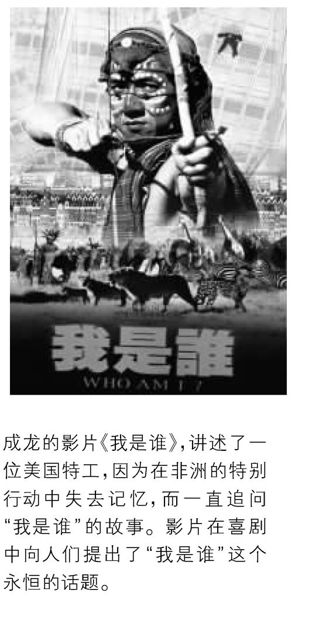 我是誰
WHO AM I ?
成龙的影片《我是谁》,讲述了一
位美国特工,因为在非洲的特别
行动中失去记忆,而一直追问
“我是谁”的故事。影片在喜剧
中向人们提出了“我是谁”这个
永恒的话题。